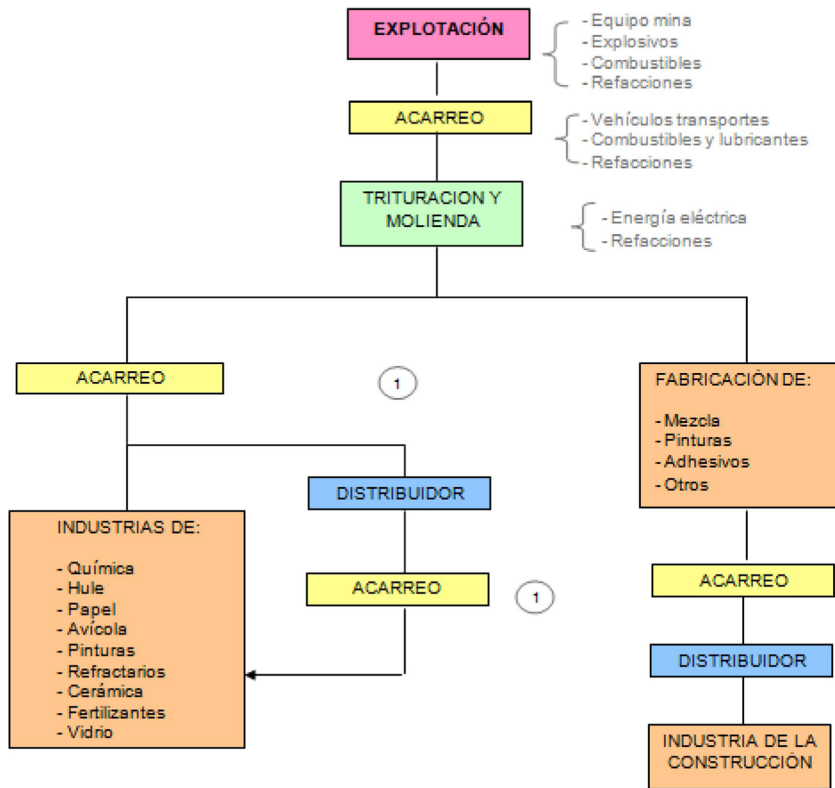 EXPLOTACIÓN
- Equipo mina
- Explosivos
- Combustibles
- Refacciones
ACARREO
- Vehículos transportes
- Combustibles y lubricantes
- Refacciones
TRITURACION Y
MOLIENDA
- Energía eléctrica
- Refacciones
ACARREO
1
DISTRIBUIDOR
ACARREO
1
INDUSTRIAS DE:
- Química
- Hule
- Papel
- Avícola
- Pinturas
- Refractarios
- Cerámica
- Fertilizantes
- Vidrio
FABRICACIÓN DE:
- Mezcla
- Pinturas
- Adhesivos
- Otros
ACARREO
DISTRIBUIDOR
INDUSTRIA DE LA
CONSTRUCCIÓN